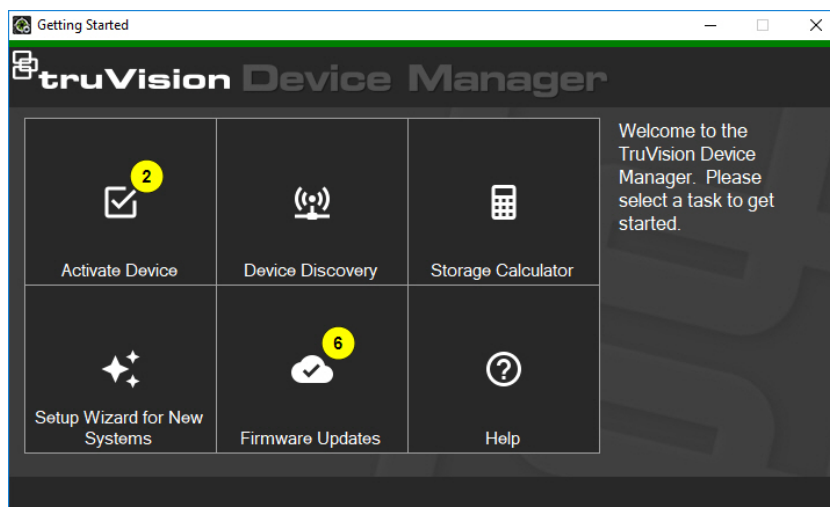 Getting Started
truVision Device Manager
2
Activate Device
Device Discovery
Storage Calculator
Setup Wizard for New
Systems
6
Firmware Updates
Help
Welcome to the
TruVision Device
Manager. Please
select a task to get
started.